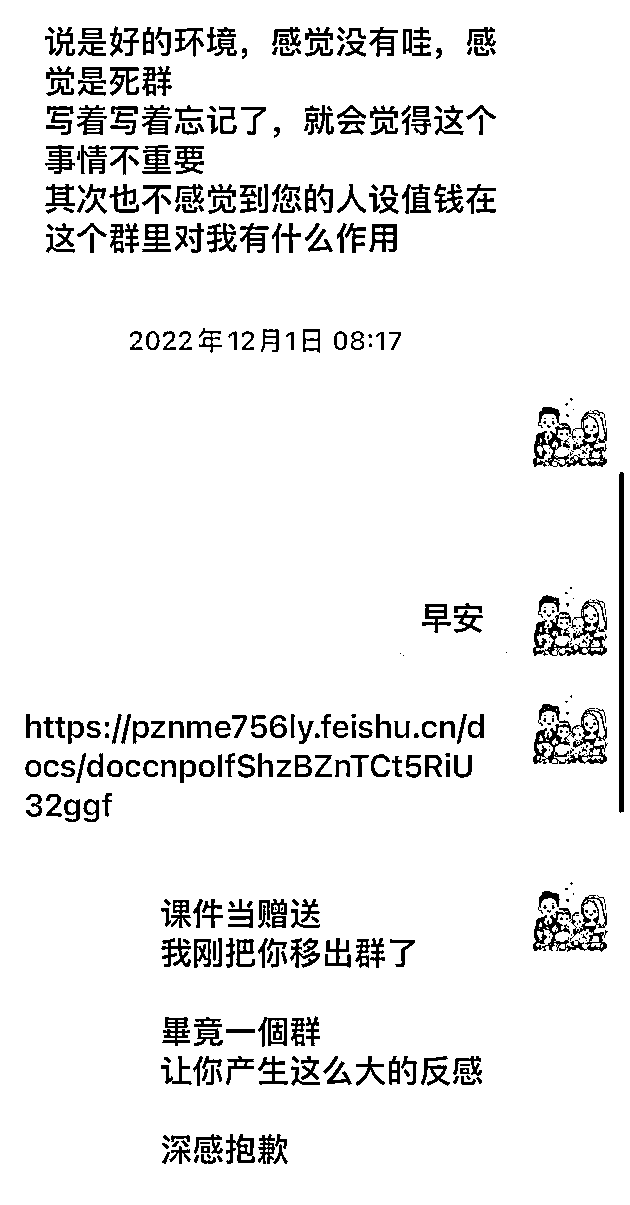 说是好的环境，感觉没有哇，感
觉是死群
写着写着忘记了，就会觉得这个
事情不重要
其次也不感觉到您的人设值钱在
这个群里对我有什么作用
2022年12月1日 08:17
早安
https://pznme756ly.feishu.cn/d
ocs/doccnpolfShzBZnTCt5RiU
32ggf
课件当赠送
我刚把你移出群了
畢竟一個群
让你产生这么大的反感
深感抱歉